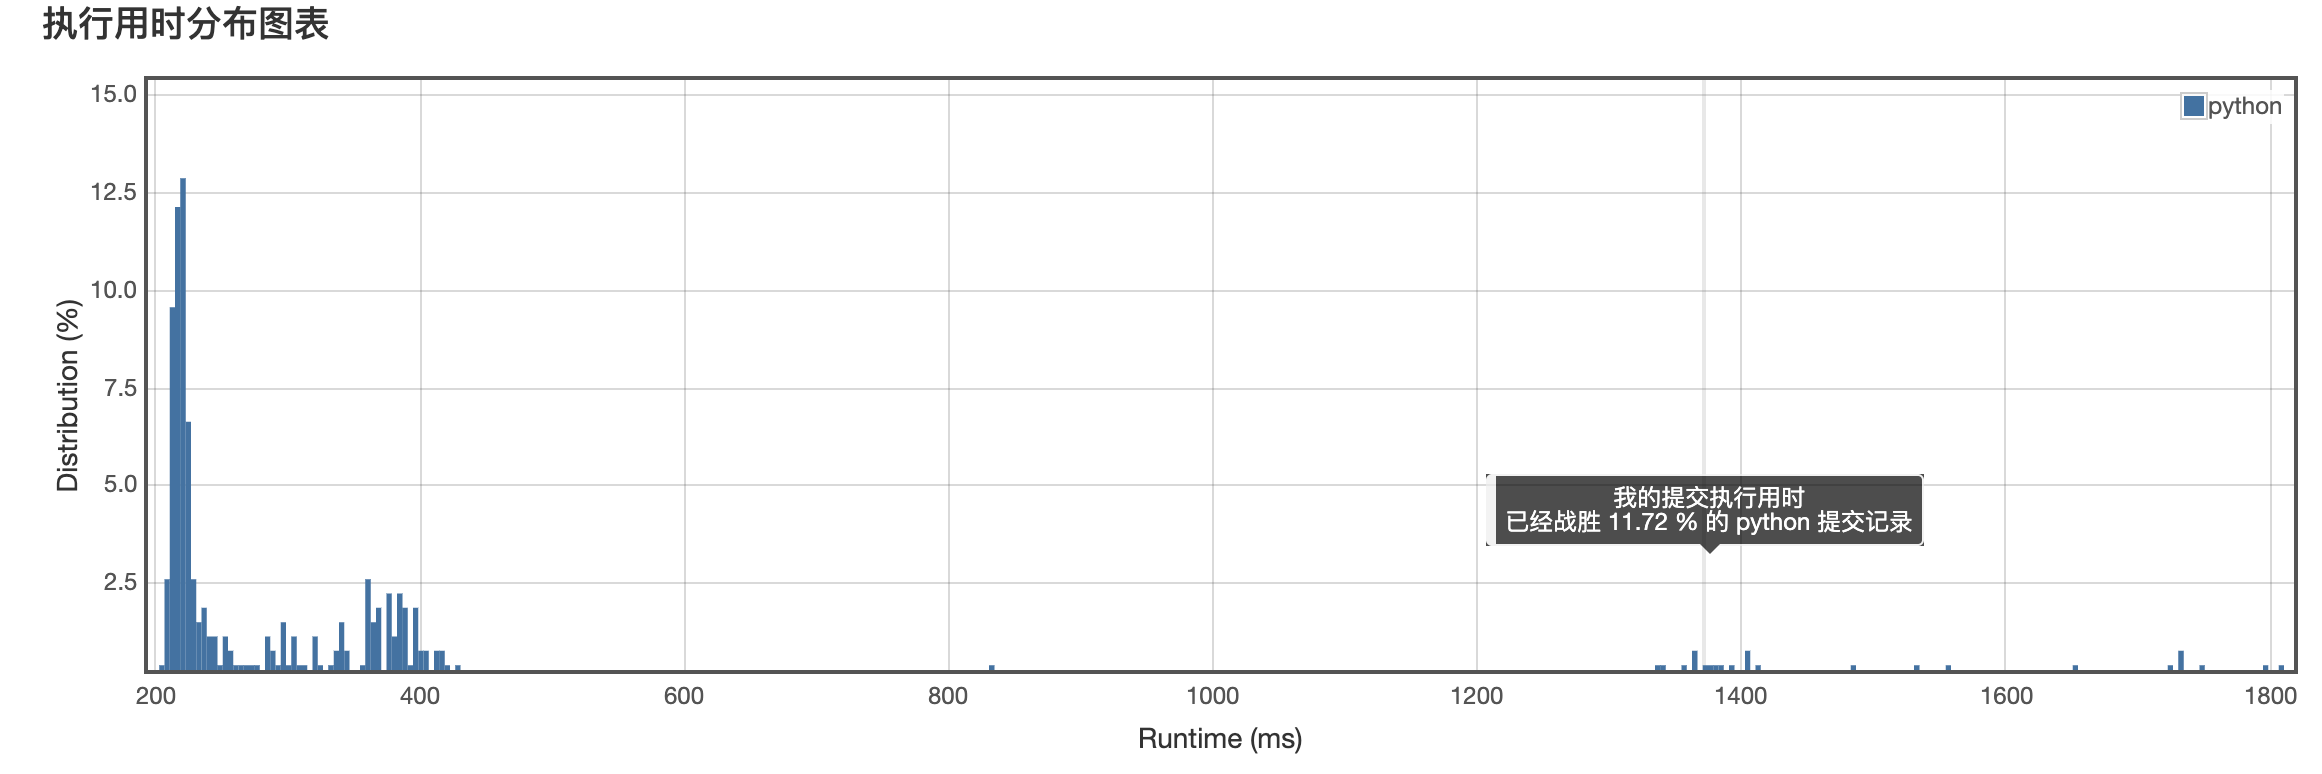 执行用时分布图表
15.0
python
12.5
10.0
7.5
5.0
2.5
Distribution (%)
我的提交执行用时
已经战胜 11.72 % 的 python 提交记录
200 400 600 800 1000 1200 1400 1600 1800
Runtime (ms)